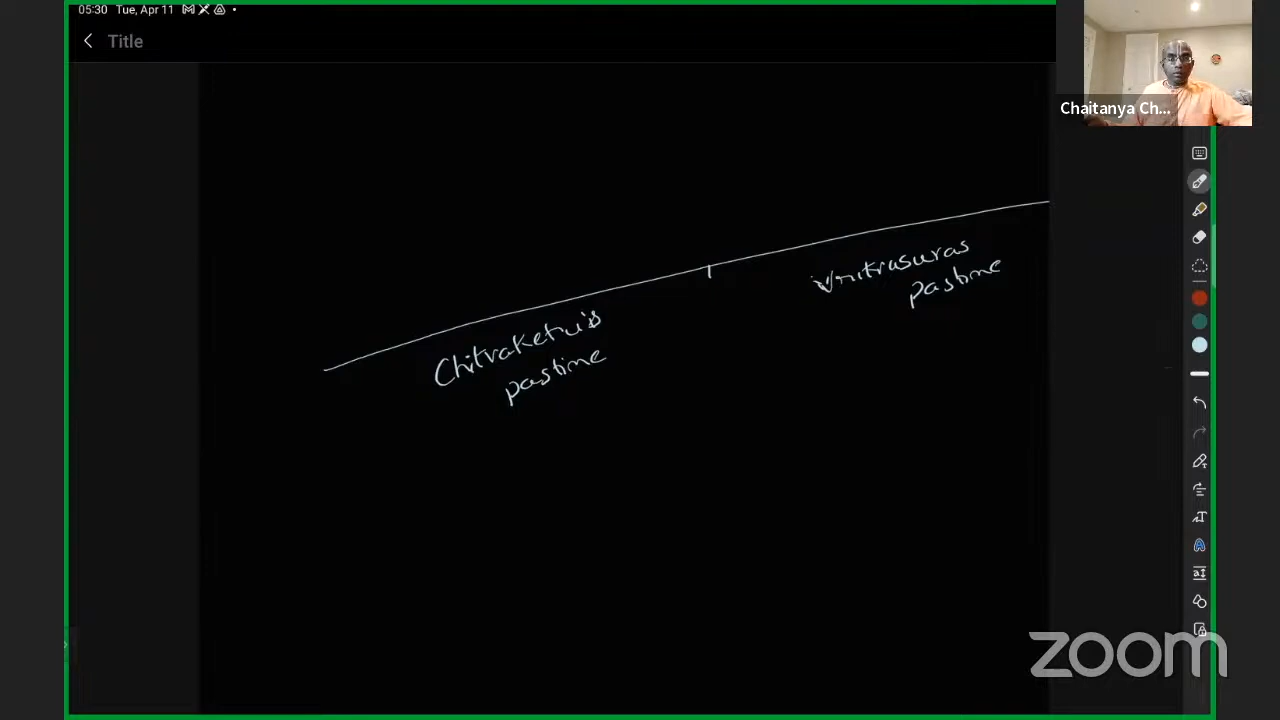 05:30 Tue, Apr 11
Title
Chaitanya Ch...
Vritrasuras
pastime
Chitraketu's
pastime
zoom